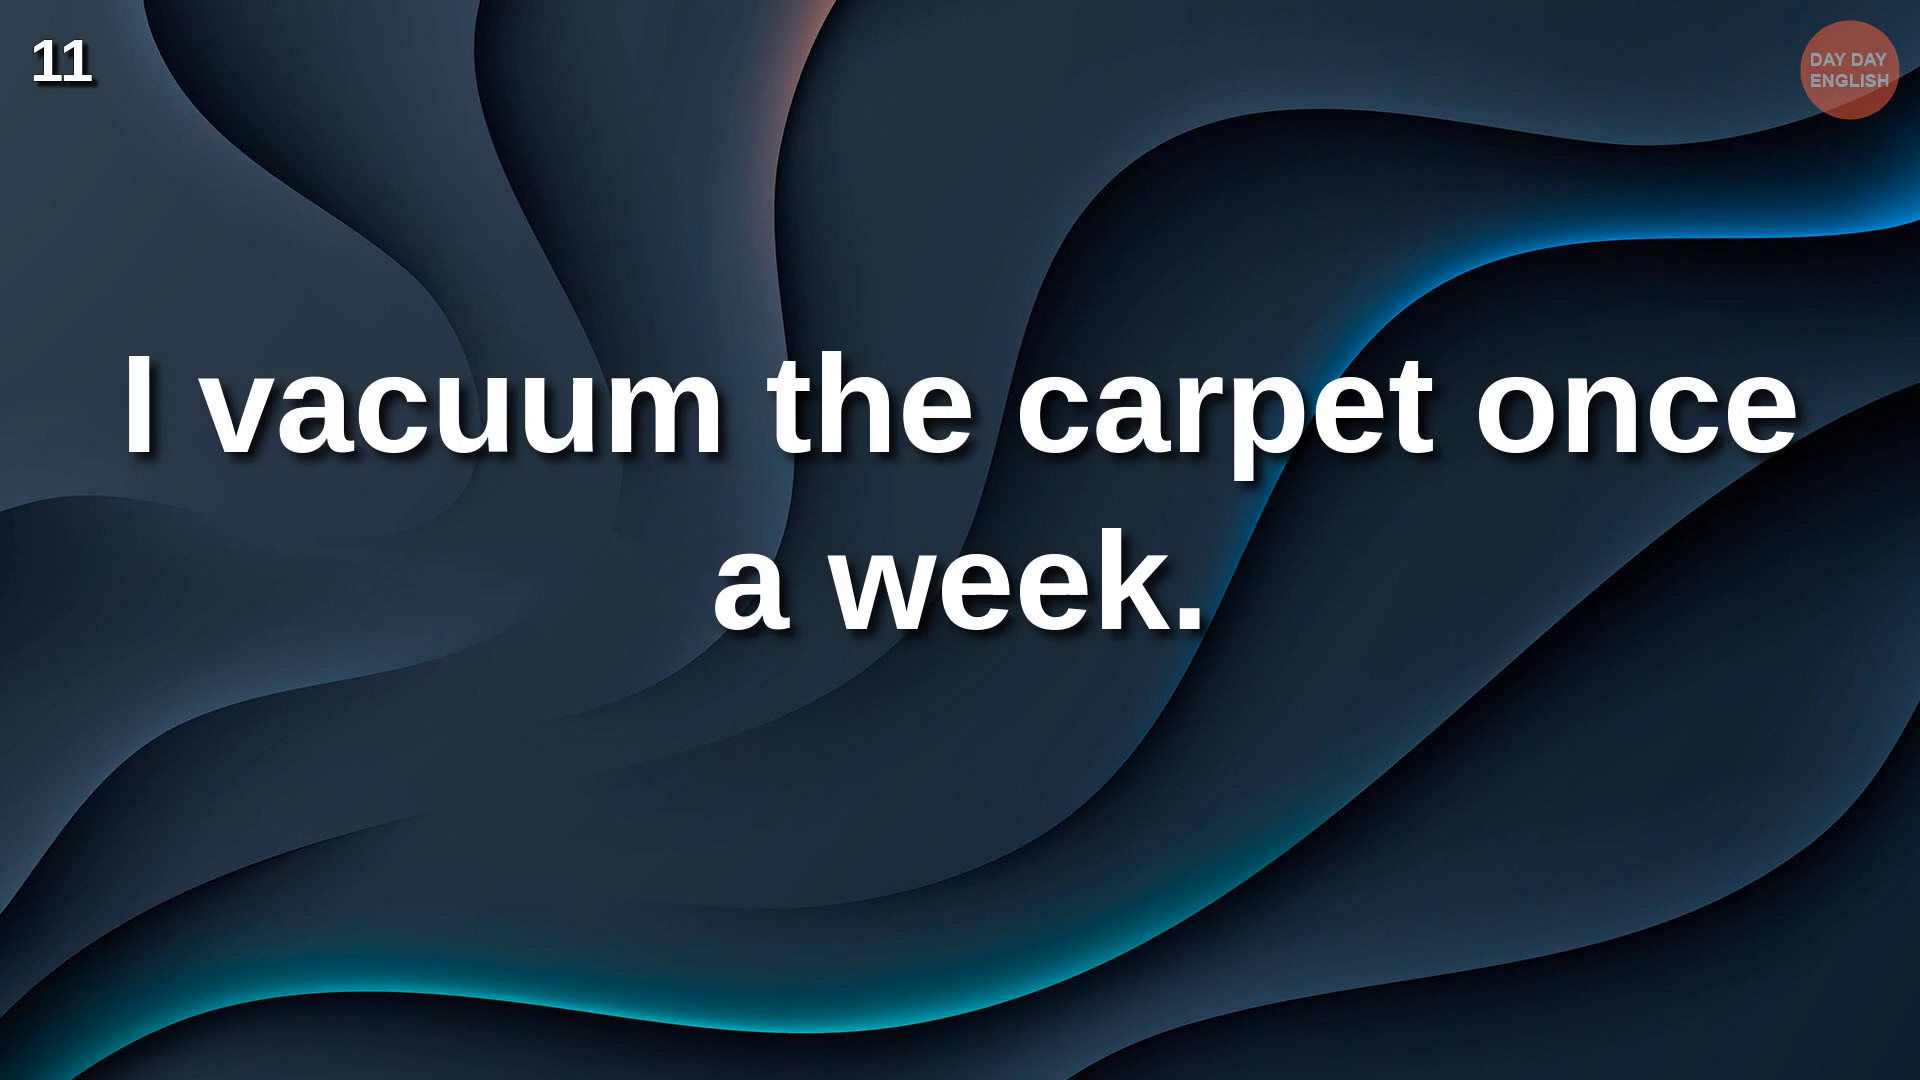 11
DAY DAY
ENGLISH
I vacuum the carpet once
a week.